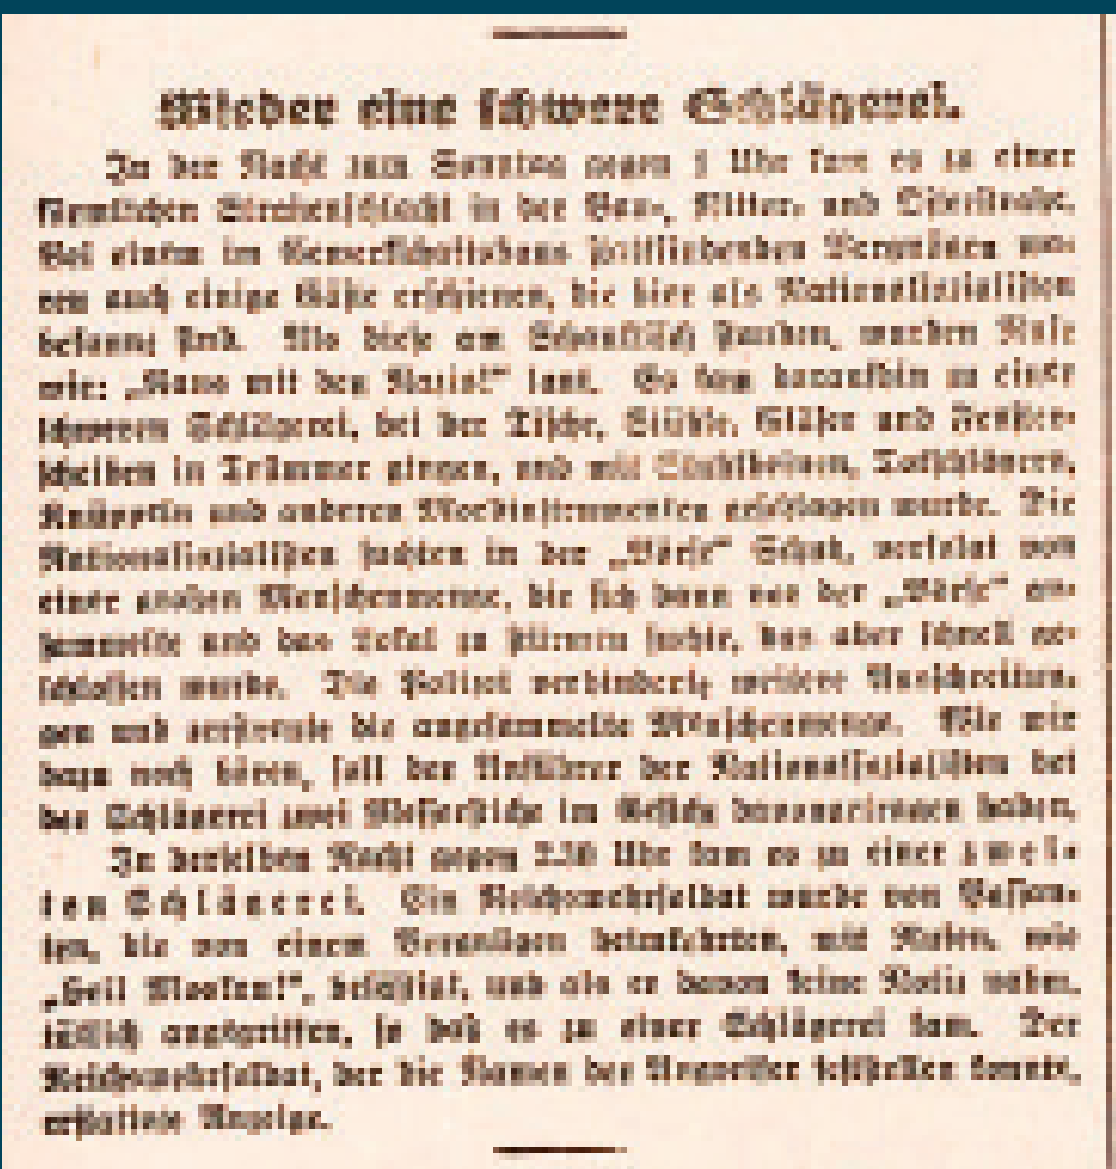 Wieder eine schwere Schlägerei.
In der Nacht zum Sonntag gegen 1 Uhr kam es zu einer
förmlichen Straßenschlacht in der Bau-, Ritter- und
Bei einem im Gewerkschaftshaus stattfindenden Vergnügen wa-
ren auch einige Gäste erschienen, die hier als Nationalsozialisten
bekannt sind. Als diese am Schanktisch standen, wurden Rufe
wie: „Raus mit den Nazis!“ laut. Es kam daraufhin zu einer
schweren Schlägerei, bei der Tische, Stühle, Gläser und Fenster-
scheiben in Trümmer gingen, und mit Stuhlbeinen, Totschlägern,
Knüppeln und anderen Mordinstrumenten geschlagen wurde. Die
Nationalsozialisten suchten in der „Börse“ Schutz, verfolgt von
einer großen Menschenmenge, die sich dann vor der „Börse“ an-
sammelte und das Lokal zu stürmen suchte, das aber schnell ge-
schlossen wurde. Die Polizei verhinderte weitere Ausschreitun-
gen und zerstreute die angesammelte Menschenmenge. Wie wir
dazu noch hören, soll der Anführer der Nationalsozialisten bei
der Schlägerei zwei Messerstiche im Gesicht davongetragen haben.
In derselben Nacht gegen 2.30 Uhr kam es zu einer zwei-
ten Schlägerei. Ein Reichswehrsoldat wurde von Passan-
ten, die von einem Vergnügen heimkehrten, mit Rufen, wie
„Heil Moskau!“, belästigt, und als er davon keine Notiz nahm,
tätlich angegriffen, so daß es zu einer Schlägerei kam. Der
Reichswehrsoldat, der die Namen der Angreifer feststellen konnte,
erstattete Anzeige.